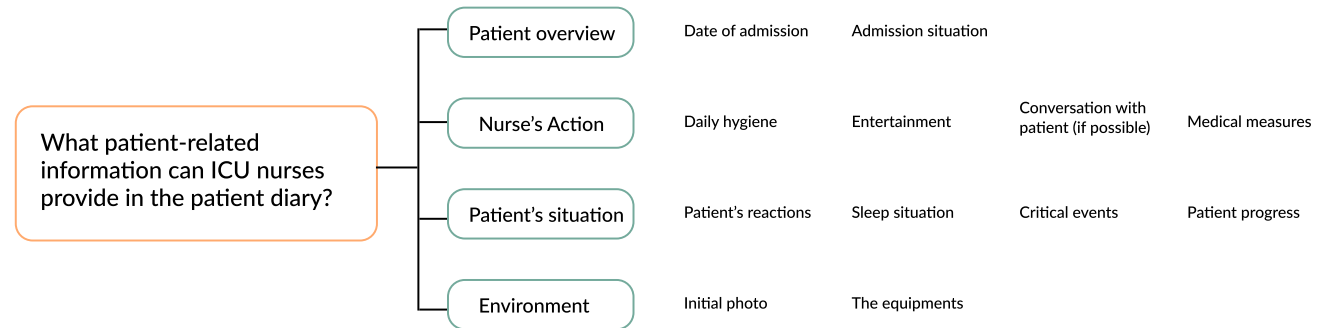 What patient-related
information can ICU nurses
provide in the patient diary?
Patient overview
Date of admission
Admission situation
Nurse's Action
Daily hygiene
Entertainment
Conversation with
patient (if possible)
Medical measures
Patient's situation
Patient's reactions
Sleep situation
Critical events
Patient progress
Environment
Initial photo
The equipments